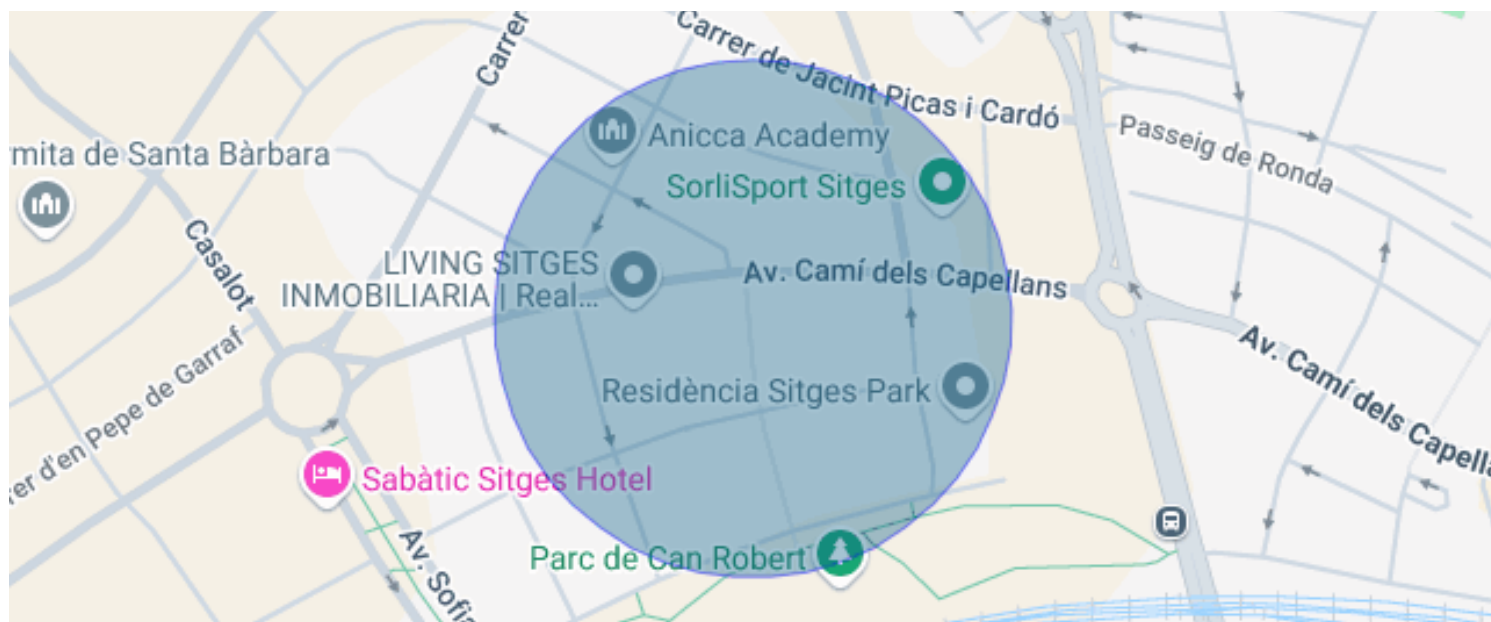 Carrer
Carrer de Jacint Picas i Cardó
Anicca Academy
Passeig de Ronda
rmita de Santa Bàrbara
SorliSport Sitges
Casalot
LIVING SITGES
INMOBILIARIA | Real...
Av. Camí dels Capellans
Av. Camí dels Capella
rer d'en Pepe de Garraf
Residència Sitges Park
Sabàtic Sitges Hotel
Av. Sofia
Parc de Can Robert